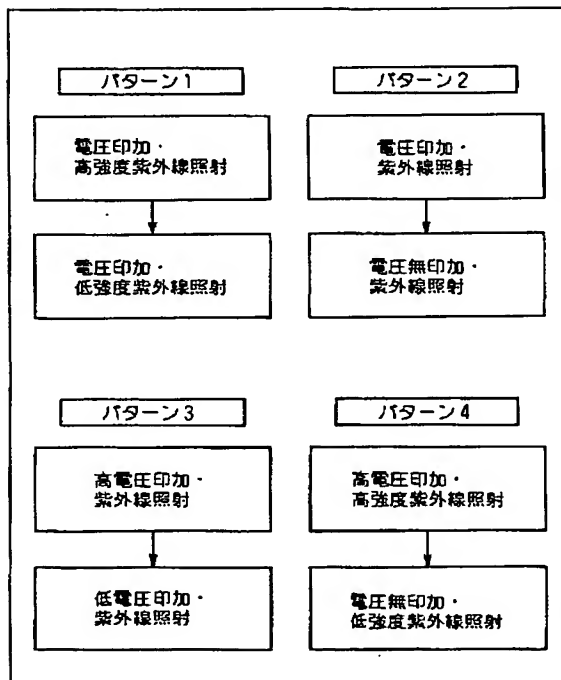 パターン1
電圧印加・
高強度紫外線照射
電圧印加・
低強度紫外線照射
パターン2
電圧印加・
紫外線照射
電圧無印加・
紫外線照射
パターン3
高電圧印加・
紫外線照射
低電圧印加・
紫外線照射
パターン4
高電圧印加・
高強度紫外線照射
電圧無印加・
低強度紫外線照射